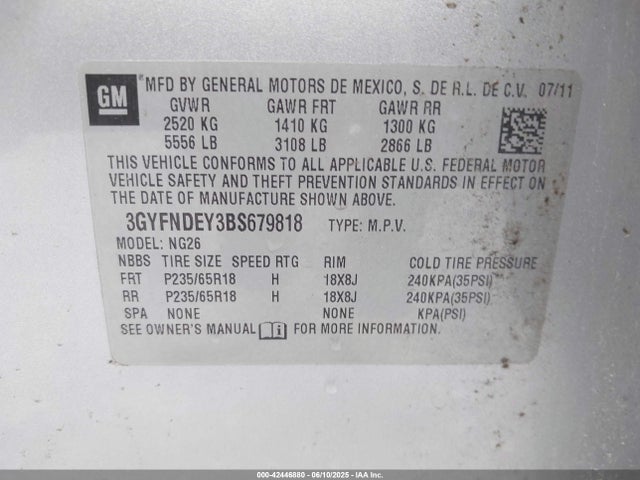 GM
*MFD BY GENERAL MOTORS DE MEXICO, S. DE R.L. DE C.V. 07/11
GVWR GAWR FRT GAWR RR
2520 KG 1410 KG 1300 KG
5556 LB 3108 LB 2866 LB
THIS VEHICLE CONFORMS TO ALL APPLICABLE U.S. FEDERAL MOTOR
VEHICLE SAFETY AND THEFT PREVENTION STANDARDS IN EFFECT ON
THE DATE OF MANUFACTURE SHOWN ABOVE.
3GYFNDEY3BS679818 TYPE: M.P.V.
MODEL: NG26
NBBS TIRE SIZE SPEED RTG RIM COLD TIRE PRESSURE
FRT P235/65R18 H 18X8J 240KPA(35PSI)
RR P235/65R18 H 18X8J 240KPA(35PSI)
SPA NONE NONE KPA(PSI)
SEE OWNER'S MANUAL FOR MORE INFORMATION.
000-42446880 - 06/10/2025 - IAAC